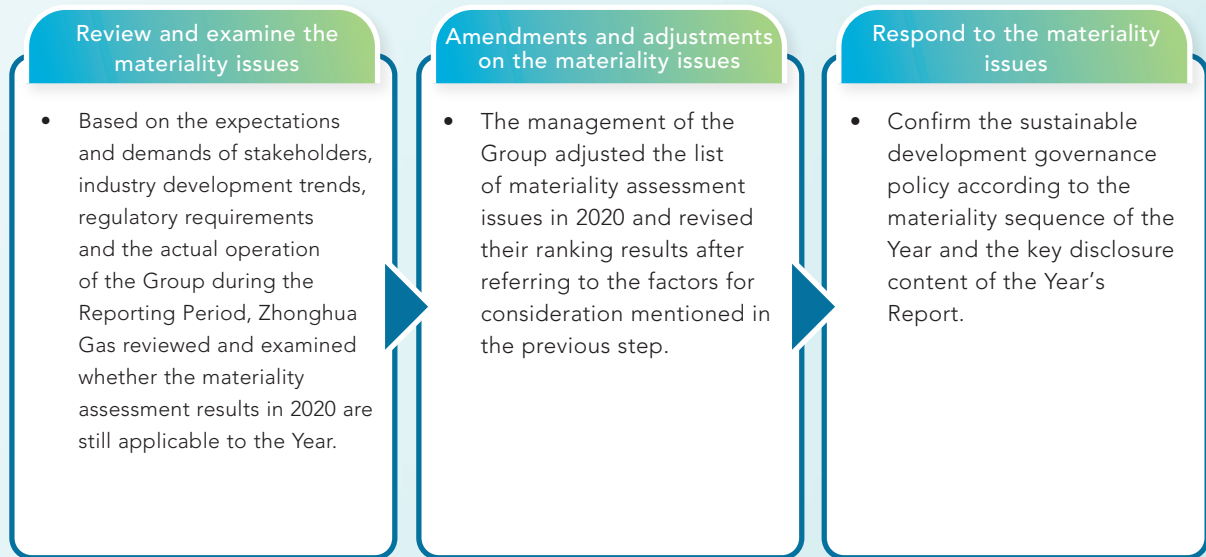 Review and examine the
materiality issues
• Based on the expectations
and demands of stakeholders,
industry development trends,
regulatory requirements
and the actual operation
of the Group during the
Reporting Period, Zhonghua
Gas reviewed and examined
whether the materiality
assessment results in 2020 are
still applicable to the Year.
Amendments and adjustments
on the materiality issues
• The management of the
Group adjusted the list
of materiality assessment
issues in 2020 and revised
their ranking results after
referring to the factors for
consideration mentioned in
the previous step.
Respond to the materiality
issues
• Confirm the sustainable
development governance
policy according to the
materiality sequence of the
Year and the key disclosure
content of the Year's
Report.